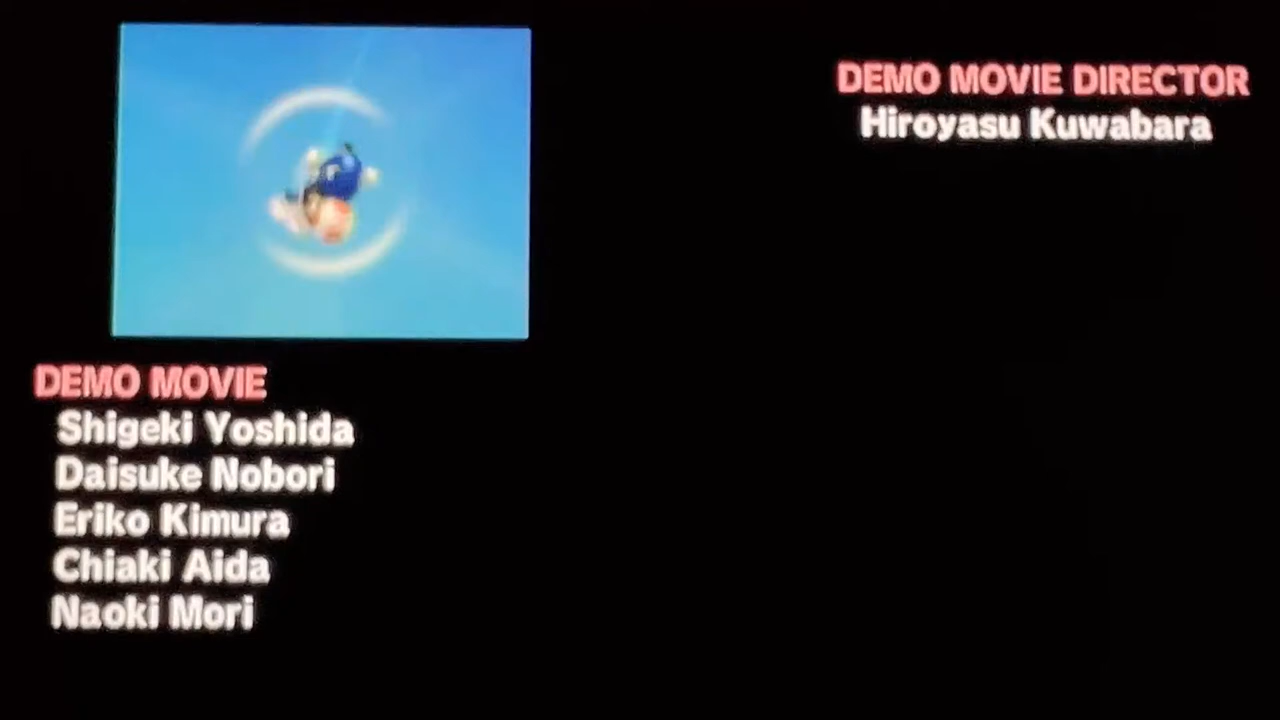 DEMO MOVIE DIRECTOR
Hiroyasu Kuwabara
DEMO MOVIE
Shigeki Yoshida
Daisuke Nobori
Eriko Kimura
Chiaki Aida
Naoki Mori